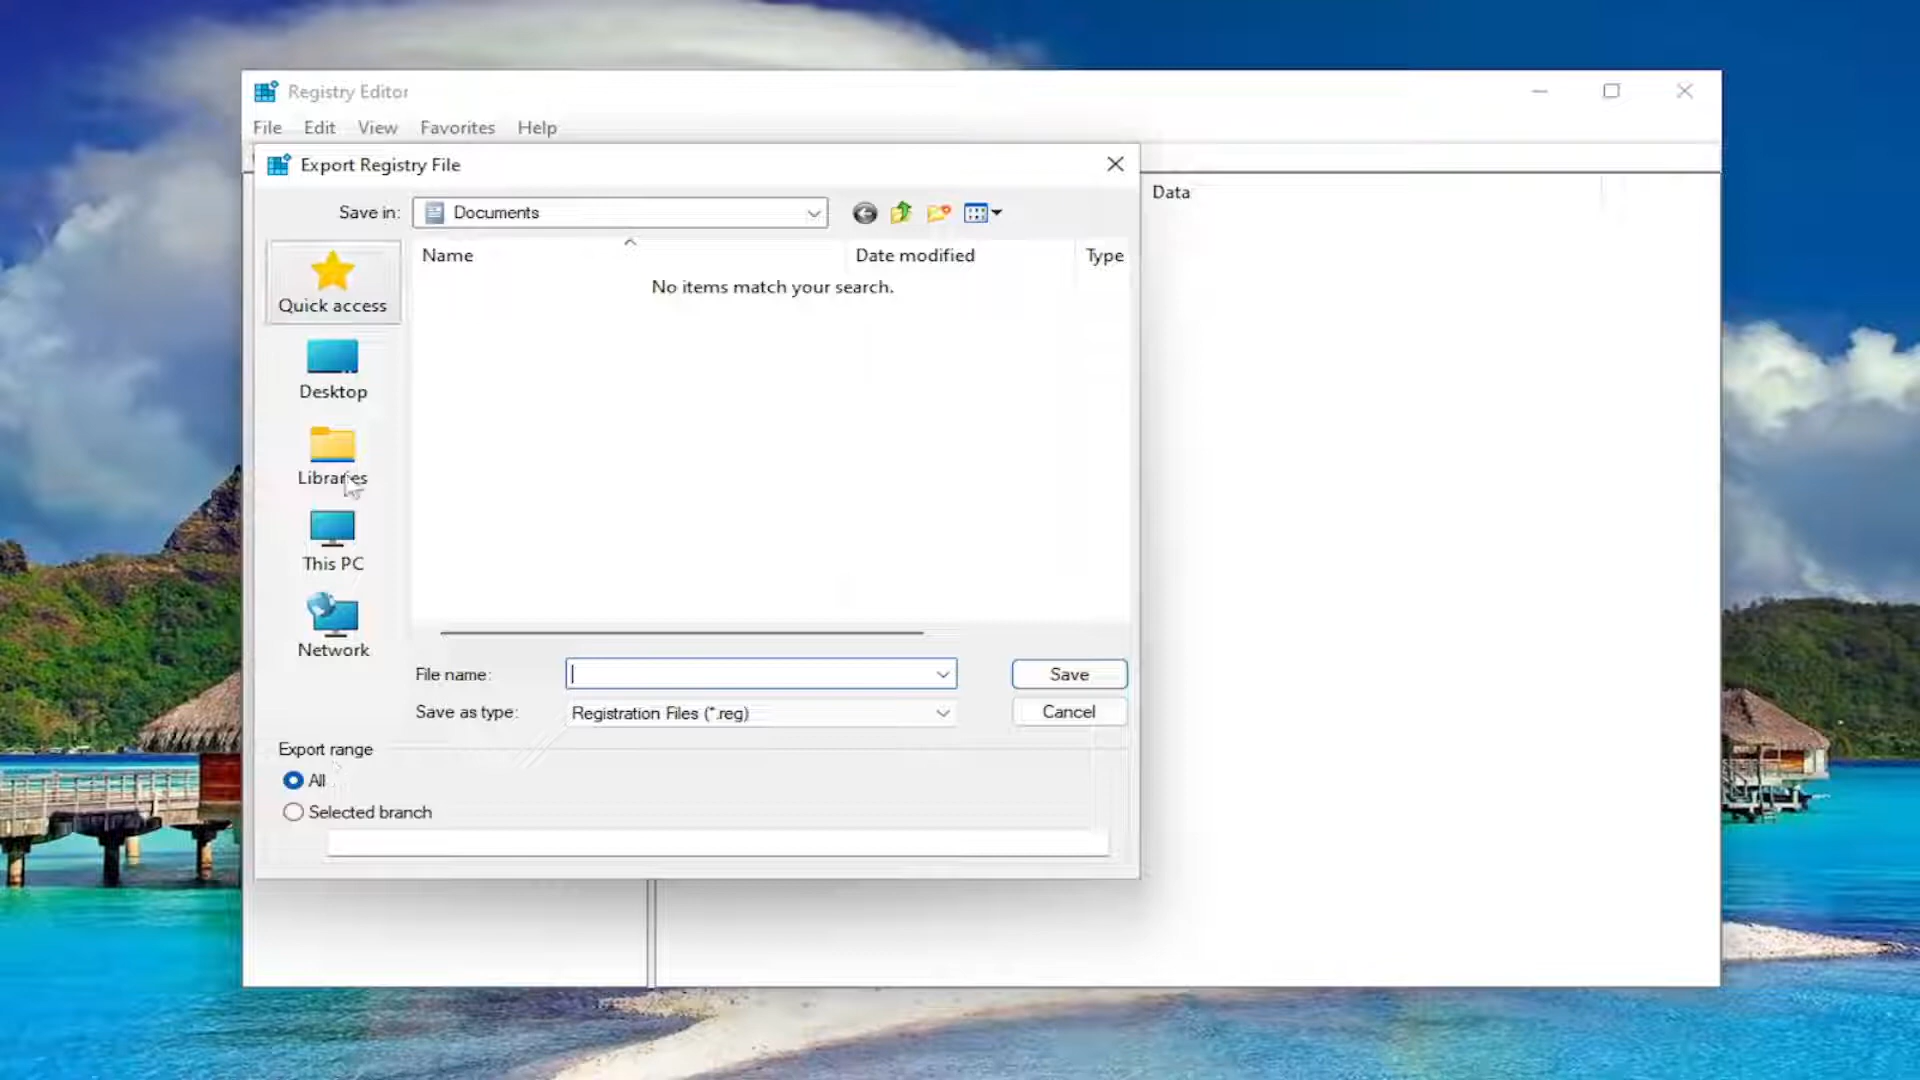 Registry Editor
File Edit View Favorites Help
Export Registry File
Save in: Documents
Data
Name Date modified Type
No items match your search.
Quick access
Desktop
Libraries
This PC
Network
File name: Save
Save as type: Registration Files (*.reg) Cancel
Export range
All
Selected branch